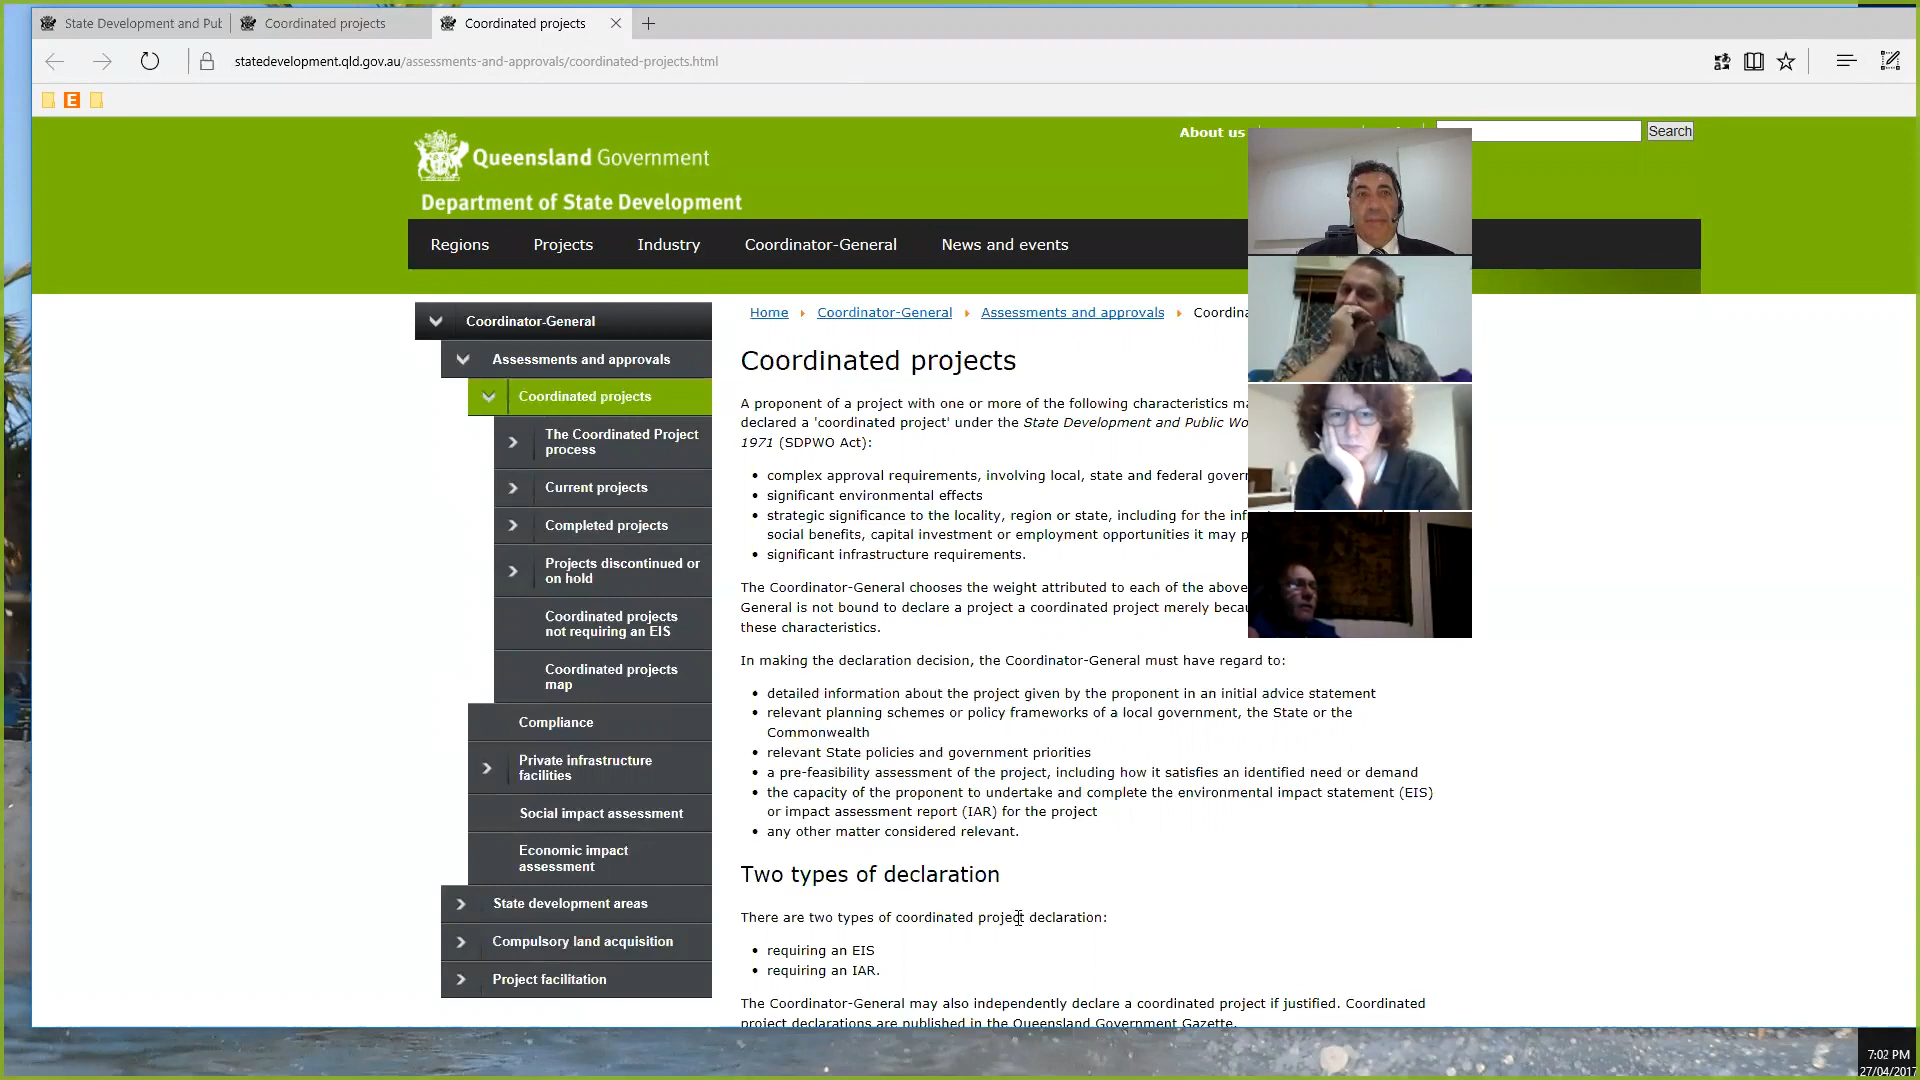 State Development and Pub
Coordinated projects
Coordinated projects
statedevelopment.qld.gov.au/assessments-and-approvals/coordinated-projects.html
E
About us
Search
Queensland Government
Department of State Development
Regions
Projects
Industry
Coordinator-General
News and events
Coordinator-General
Assessments and approvals
Coordinated projects
The Coordinated Project
process
Current projects
Completed projects
Projects discontinued or
on hold
Coordinated projects
not requiring an EIS
Coordinated projects
map
Compliance
Private infrastructure
facilities
Social impact assessment
Economic impact
assessment
State development areas
Compulsory land acquisition
Project facilitation
Home Coordinator-General Assessments and approvals Coordina
Coordinated projects
A proponent of a project with one or more of the following characteristics ma
declared a 'coordinated project' under the State Development and Public Wo
1971 (SDPWO Act):
• complex approval requirements, involving local, state and federal govern
• significant environmental effects
• strategic significance to the locality, region or state, including for the inf
social benefits, capital investment or employment opportunities it may p
• significant infrastructure requirements.
The Coordinator-General chooses the weight attributed to each of the above
General is not bound to declare a project a coordinated project merely becau
these characteristics.
In making the declaration decision, the Coordinator-General must have regard to:
• detailed information about the project given by the proponent in an initial advice statement
• relevant planning schemes or policy frameworks of a local government, the State or the
Commonwealth
• relevant State policies and government priorities
• a pre-feasibility assessment of the project, including how it satisfies an identified need or demand
• the capacity of the proponent to undertake and complete the environmental impact statement (EIS)
or impact assessment report (IAR) for the project
• any other matter considered relevant.
Two types of declaration
There are two types of coordinated project declaration:
• requiring an EIS
• requiring an IAR.
The Coordinator-General may also independently declare a coordinated project if justified. Coordinated
project declarations are published in the Queensland Government Gazette.
7:02 PM
27/04/2017